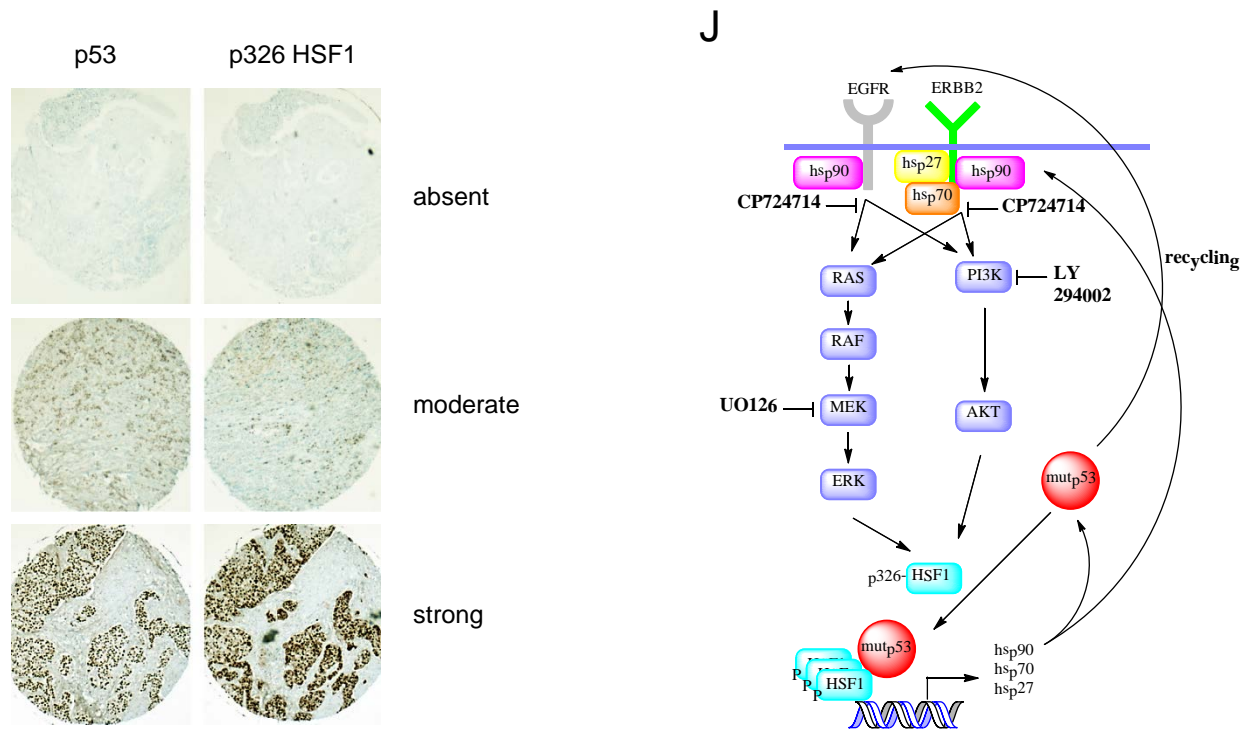 p53
p326 HSF1
absent
moderate
strong
J
EGFR
ERBB2
hsp90
hsp27
hsp90
hsp70
CP724714
CP724714
recycling
RAS
PI3K
LY
294002
RAF
UO126
MEK
AKT
ERK
mutp53
p326-
HSF1
mutp53
hsp90
hsp70
hsp27
P
P
P
HSF1